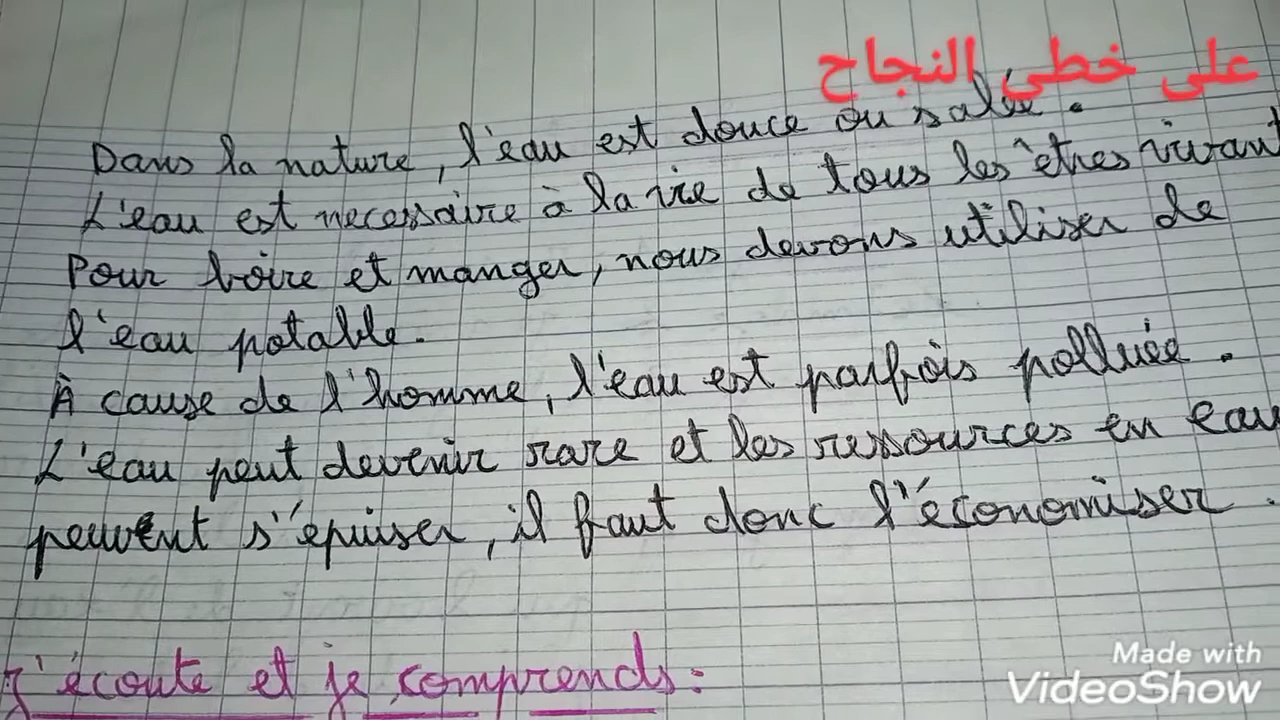 على خطى النجاح
Dans la nature, l'eau est douce ou salée.
L'eau est necessaire à la vie de tous les êtres vivant
Pour boire et manger, nous devons utiliser de
l'eau potable.
À cause de l'homme, l'eau est parfois polluée.
L'eau peut devenir rare et les ressources en eau
peuvent s'épuiser, il faut donc l'économiser.
J'écoute et je comprends:
Made with
VideoShow